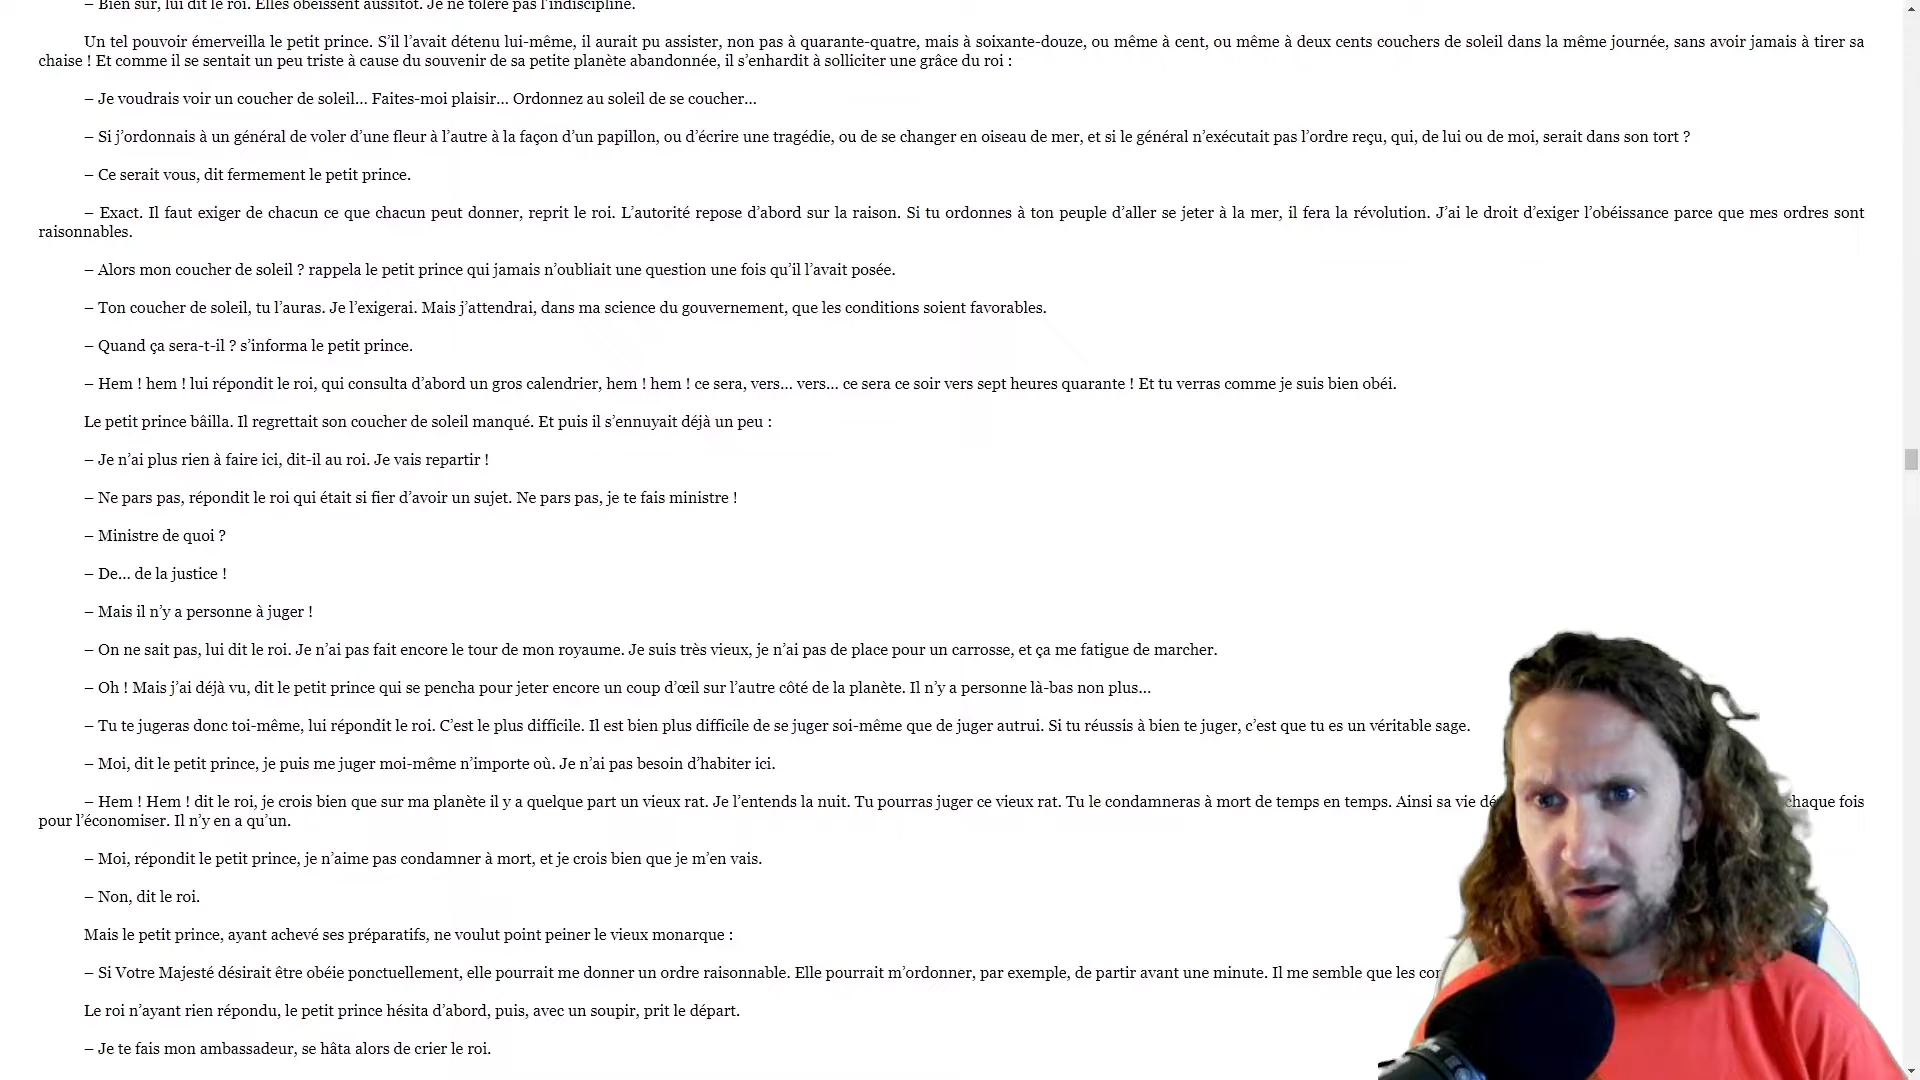 – Bien sûr, lui dit le roi. Elles obéissent aussitôt. Je ne tolère pas l’indiscipline.
Un tel pouvoir émerveilla le petit prince. S’il l’avait détenu lui-même, il aurait pu assister, non pas à quarante-quatre, mais à soixante-douze, ou même à cent, ou même à deux cents couchers de soleil dans la même journée, sans avoir jamais à tirer sa
chaise ! Et comme il se sentait un peu triste à cause du souvenir de sa petite planète abandonnée, il s’enhardit à solliciter une grâce du roi :
– Je voudrais voir un coucher de soleil… Faites-moi plaisir… Ordonnez au soleil de se coucher…
– Si j’ordonnais à un général de voler d’une fleur à l’autre à la façon d’un papillon, ou d’écrire une tragédie, ou de se changer en oiseau de mer, et si le général n’exécutait pas l’ordre reçu, qui, de lui ou de moi, serait dans son tort ?
– Ce serait vous, dit fermement le petit prince.
– Exact. Il faut exiger de chacun ce que chacun peut donner, reprit le roi. L’autorité repose d’abord sur la raison. Si tu ordonnes à ton peuple d’aller se jeter à la mer, il fera la révolution. J’ai le droit d’exiger l’obéissance parce que mes ordres sont
raisonnables.
– Alors mon coucher de soleil ? rappela le petit prince qui jamais n’oubliait une question une fois qu’il l’avait posée.
– Ton coucher de soleil, tu l’auras. Je l’exigerai. Mais j’attendrai, dans ma science du gouvernement, que les conditions soient favorables.
– Quand ça sera-t-il ? s’informa le petit prince.
– Hem ! hem ! lui répondit le roi, qui consulta d’abord un gros calendrier, hem ! hem ! ce sera, vers… vers… ce sera ce soir vers sept heures quarante ! Et tu verras comme je suis bien obéi.
Le petit prince bâilla. Il regrettait son coucher de soleil manqué. Et puis il s’ennuyait déjà un peu :
– Je n’ai plus rien à faire ici, dit-il au roi. Je vais repartir !
– Ne pars pas, répondit le roi qui était si fier d’avoir un sujet. Ne pars pas, je te fais ministre !
– Ministre de quoi ?
– De… de la justice !
– Mais il n’y a personne à juger !
– On ne sait pas, lui dit le roi. Je n’ai pas fait encore le tour de mon royaume. Je suis très vieux, je n’ai pas de place pour un carrosse, et ça me fatigue de marcher.
– Oh ! Mais j’ai déjà vu, dit le petit prince qui se pencha pour jeter encore un coup d’œil sur l’autre côté de la planète. Il n’y a personne là-bas non plus…
– Tu te jugeras donc toi-même, lui répondit le roi. C’est le plus difficile. Il est bien plus difficile de se juger soi-même que de juger autrui. Si tu réussis à bien te juger, c’est que tu es un véritable sage.
– Moi, dit le petit prince, je puis me juger moi-même n’importe où. Je n’ai pas besoin d’habiter ici.
– Hem ! Hem ! dit le roi, je crois bien que sur ma planète il y a quelque part un vieux rat. Je l’entends la nuit. Tu pourras juger ce vieux rat. Tu le condamneras à mort de temps en temps. Ainsi sa vie chaque fois
pour l’économiser. Il n’y en a qu’un.
– Moi, répondit le petit prince, je n’aime pas condamner à mort, et je crois bien que je m’en vais.
– Non, dit le roi.
Mais le petit prince, ayant achevé ses préparatifs, ne voulut point peiner le vieux monarque :
– Si Votre Majesté désirait être obéie ponctuellement, elle pourrait me donner un ordre raisonnable. Elle pourrait m’ordonner, par exemple, de partir avant une minute. Il me semble que les
Le roi n’ayant rien répondu, le petit prince hésita d’abord, puis, avec un soupir, prit le départ.
– Je te fais mon ambassadeur, se hâta alors de crier le roi.